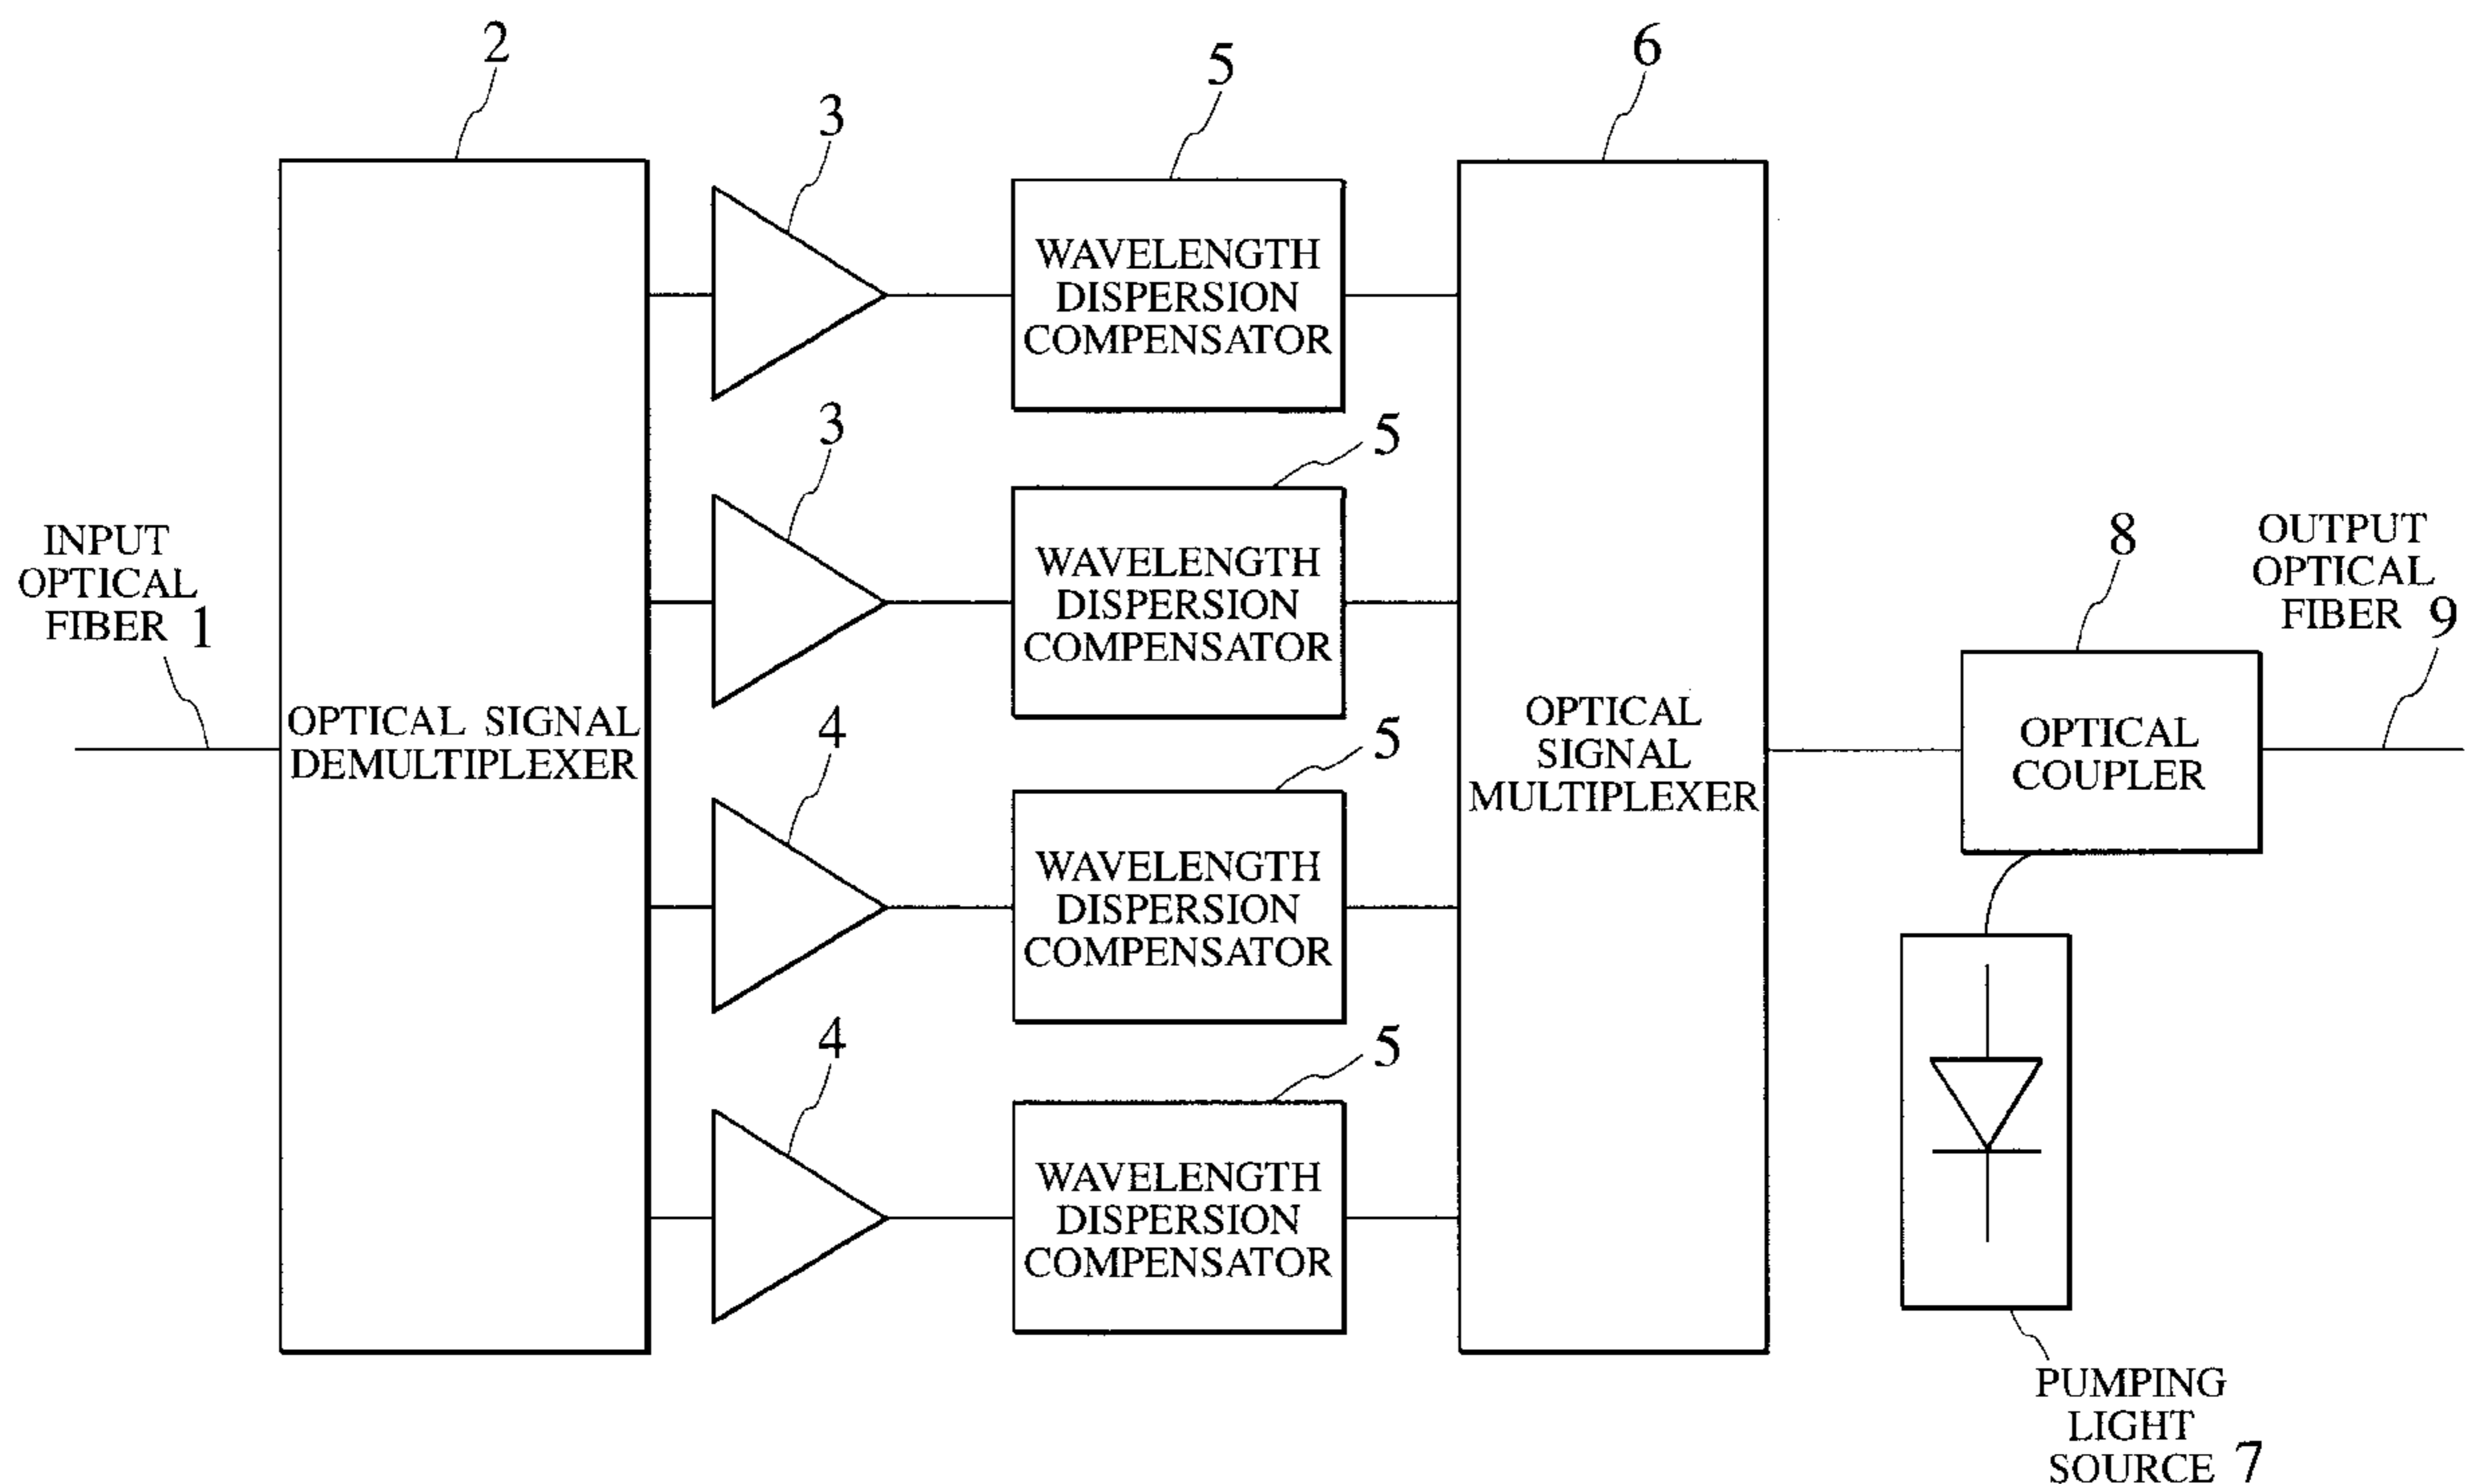 2
5
6
3
WAVELENGTH
DISPERSION
COMPENSATOR
3
5
INPUT
OPTICAL
FIBER 1
WAVELENGTH
DISPERSION
COMPENSATOR
8
OUTPUT
OPTICAL
FIBER 9
OPTICAL SIGNAL
DEMULTIPLEXER
4
5
OPTICAL
SIGNAL
MULTIPLEXER
OPTICAL
COUPLER
WAVELENGTH
DISPERSION
COMPENSATOR
4
5
WAVELENGTH
DISPERSION
COMPENSATOR
PUMPING
LIGHT
SOURCE 7